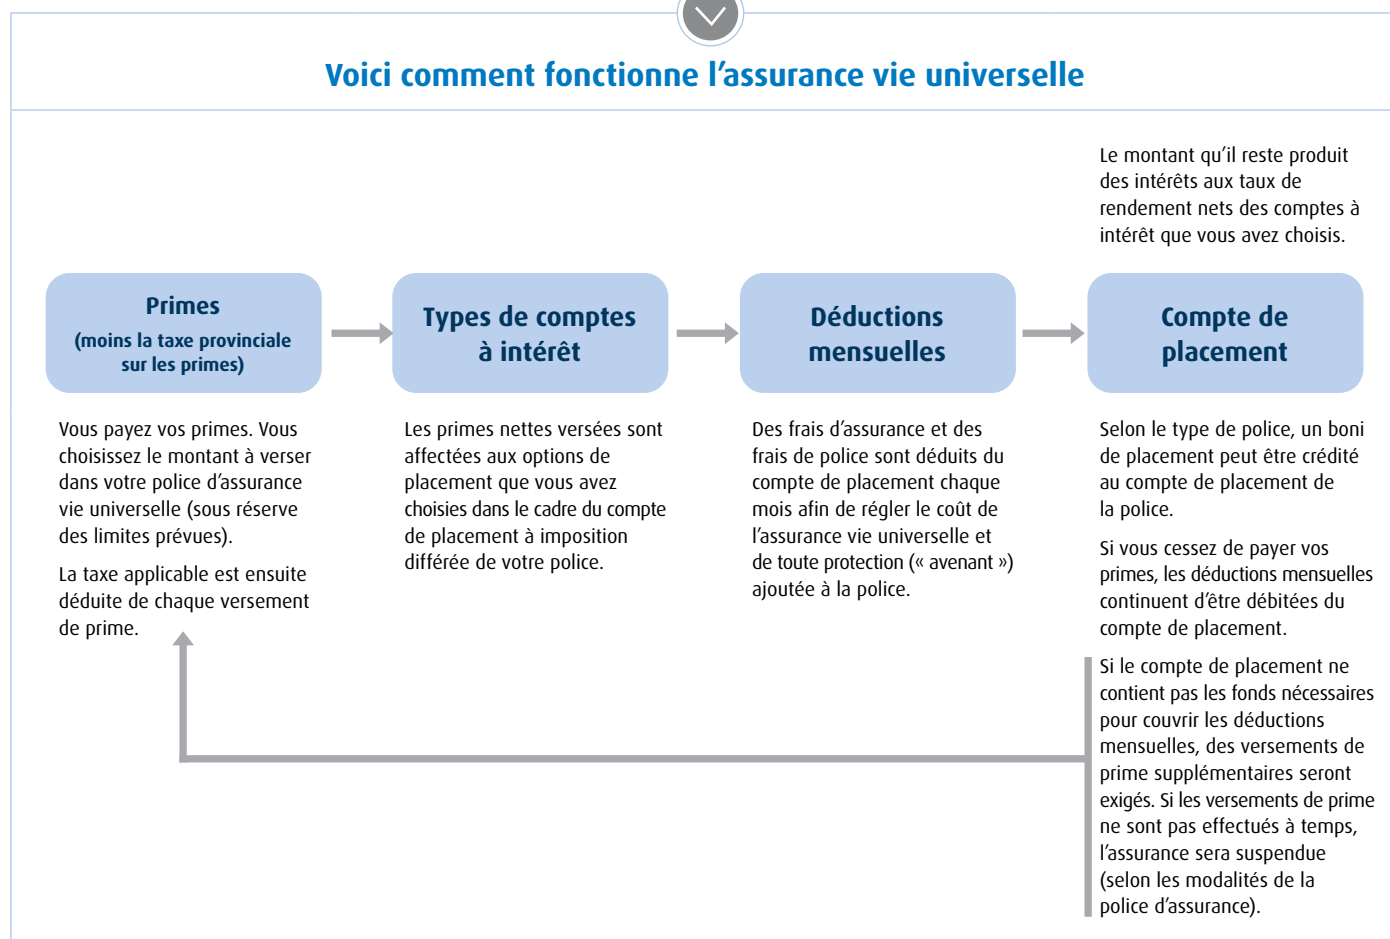 Voici comment fonctionne l’assurance vie universelle
Primes
(moins la taxe provinciale
sur les primes)
Vous payez vos primes. Vous
choisissez le montant à verser
dans votre police d’assurance
vie universelle (sous réserve
des limites prévues).
La taxe applicable est ensuite
déduite de chaque versement
de prime.
Types de comptes
à intérêt
Les primes nettes versées sont
affectées aux options de
placement que vous avez
choisies dans le cadre du compte
de placement à imposition
différée de votre police.
Déductions
mensuelles
Des frais d’assurance et des
frais de police sont déduits du
compte de placement chaque
mois afin de régler le coût de
l’assurance vie universelle et
de toute protection (« avenant »)
ajoutée à la police.
Le montant qu’il reste produit
des intérêts aux taux de
rendement nets des comptes à
intérêt que vous avez choisis.
Compte de
placement
Selon le type de police, un boni
de placement peut être crédité
au compte de placement de
la police.
Si vous cessez de payer vos
primes, les déductions mensuelles
continuent d’être débitées du
compte de placement.
Si le compte de placement ne
contient pas les fonds nécessaires
pour couvrir les déductions
mensuelles, des versements de
prime supplémentaires seront
exigés. Si les versements de prime
ne sont pas effectués à temps,
l’assurance sera suspendue
(selon les modalités de la
police d’assurance).